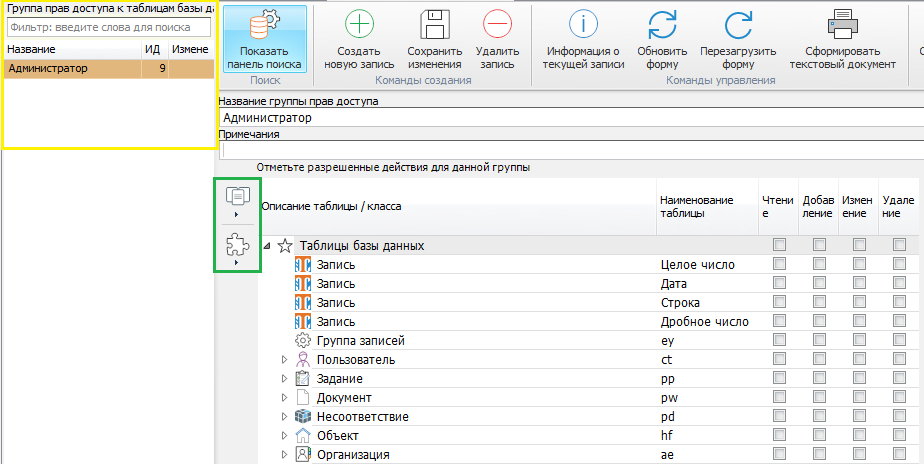 Группа прав доступа к таблицам базы да
Фильтр: введите слова для поиска
Название ИД Измене
Администратор 9
Показать панель поиска
Поиск
Создать новую запись
Сохранить изменения
Удалить запись
Команды создания
Информация о текущей записи
Обновить форму
Перезагрузить форму
Сформировать текстовый документ
Команды управления
Название группы прав доступа
Администратор
Примечания
Отметьте разрешенные действия для данной группы
Описание таблицы / класса Наименование таблицы Чтение Добавление Изменение Удаление
Таблицы базы данных
Запись Целое число
Запись Дата
Запись Строка
Запись Дробное число
Группа записей ey
Пользователь ct
Задание pp
Документ pw
Несоответствие pd
Объект hf
Организация ae